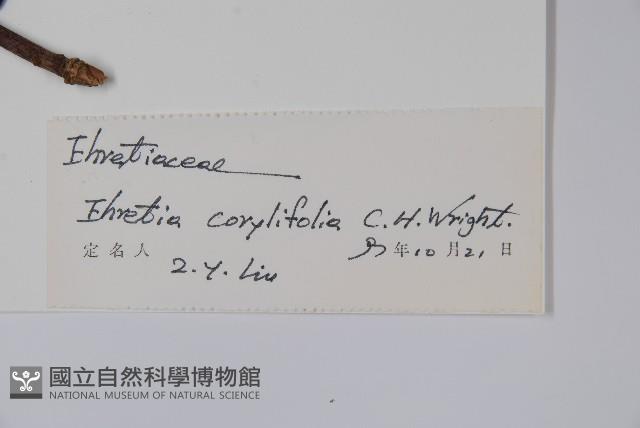 Ehretiaceae
Ehretia corylifolia C.H.Wright.
定名人 年10月21日
Z.Y. Liu
國立自然科學博物館
NATIONAL MUSEUM OF NATURAL SCIENCE